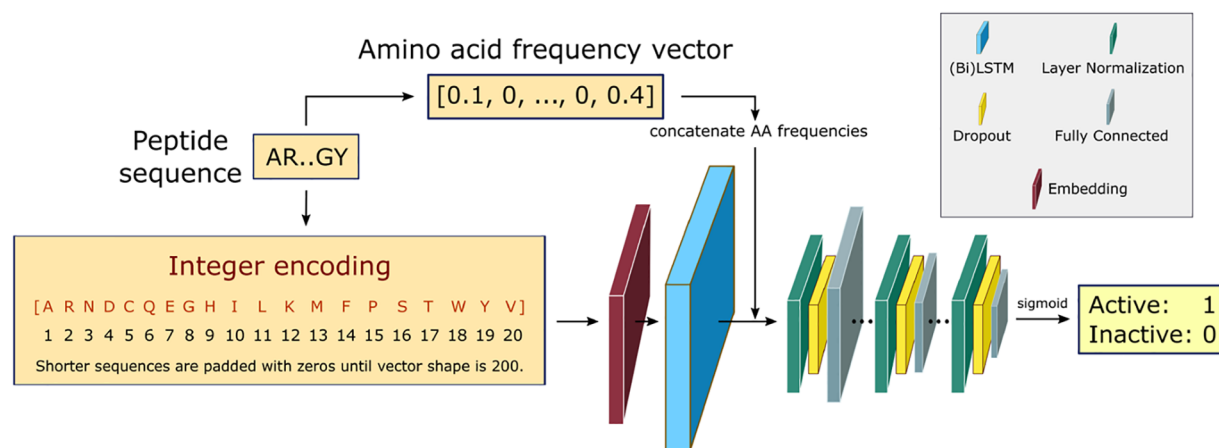 Amino acid frequency vector
[0.1, 0, ..., 0, 0.4]
concatenate AA frequencies
Peptide
sequence
AR..GY
Integer encoding
[A R N D C Q E G H I L K M F P S T W Y V]
1 2 3 4 5 6 7 8 9 10 11 12 13 14 15 16 17 18 19 20
Shorter sequences are padded with zeros until vector shape is 200.
sigmoid
Active: 1
Inactive: 0
(Bi)LSTM
Layer Normalization
Dropout
Fully Connected
Embedding